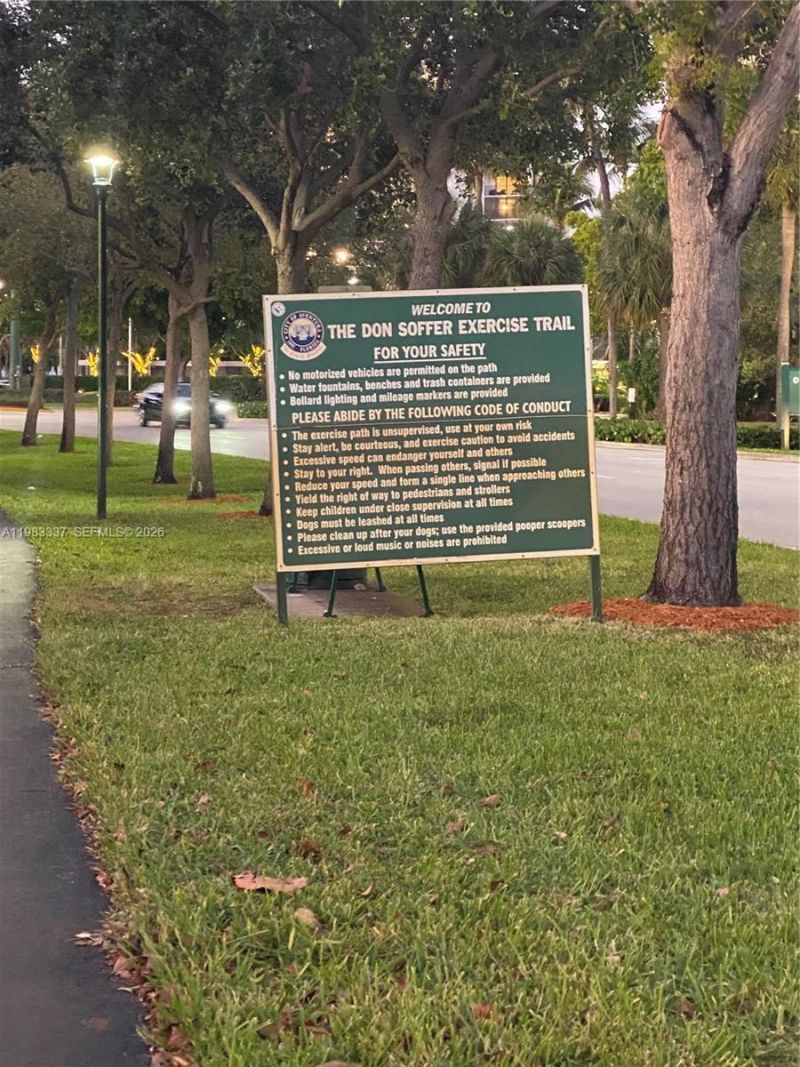 WELCOME TO
THE DON SOFFER EXERCISE TRAIL
FOR YOUR SAFETY
• No motorized vehicles are permitted on the path
• Water fountains, benches and trash containers are provided
• Bollard lighting and mileage markers are provided
PLEASE ABIDE BY THE FOLLOWING CODE OF CONDUCT
• The exercise path is unsupervised, use at your own risk
• Stay alert, be courteous, and exercise caution to avoid accidents
• Excessive speed can endanger yourself and others
• Stay to your right. When passing others, signal if possible
• Reduce your speed and form a single line when approaching others
• Yield the right of way to pedestrians and strollers
• Keep children under close supervision at all times
• Dogs must be leashed at all times
• Please clean up after your dogs; use the provided pooper scoopers
• Excessive or loud music or noises are prohibited
CITY OF AVENTURA
FLORIDA
A11983337 - SEFMLS © 2026